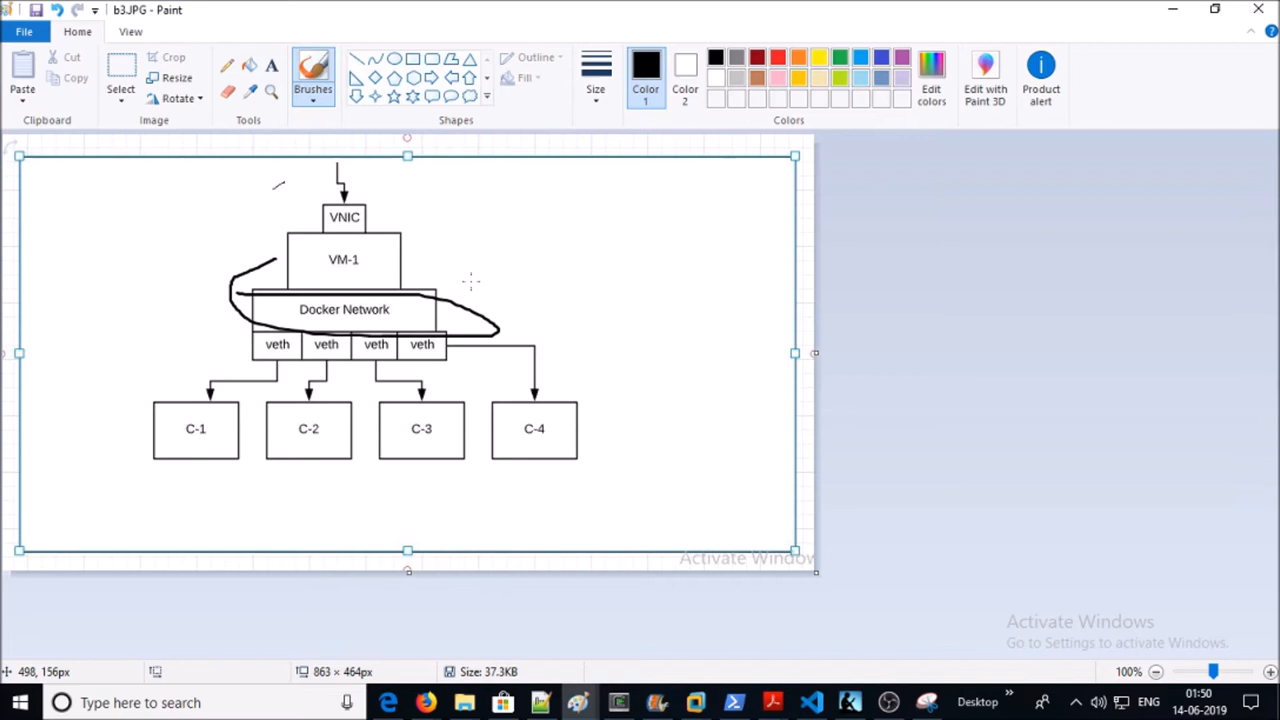 b3.JPG - Paint
File Home View
Paste
Cut
Copy
Clipboard
Select
Crop
Resize
Rotate
Image
A
Tools
Brushes
Outline
Fill
Shapes
Size
Color 1
Color 2
Colors
Edit colors
Edit with Paint 3D
Product alert
VNIC
VM-1
Docker Network
veth veth veth veth
C-1 C-2 C-3 C-4
Activate Window
Activate Windows
Go to Settings to activate Windows.
498, 156px 863 × 464px Size: 37.3KB 100%
Type here to search
Desktop
ENG
01:50
14-06-2019